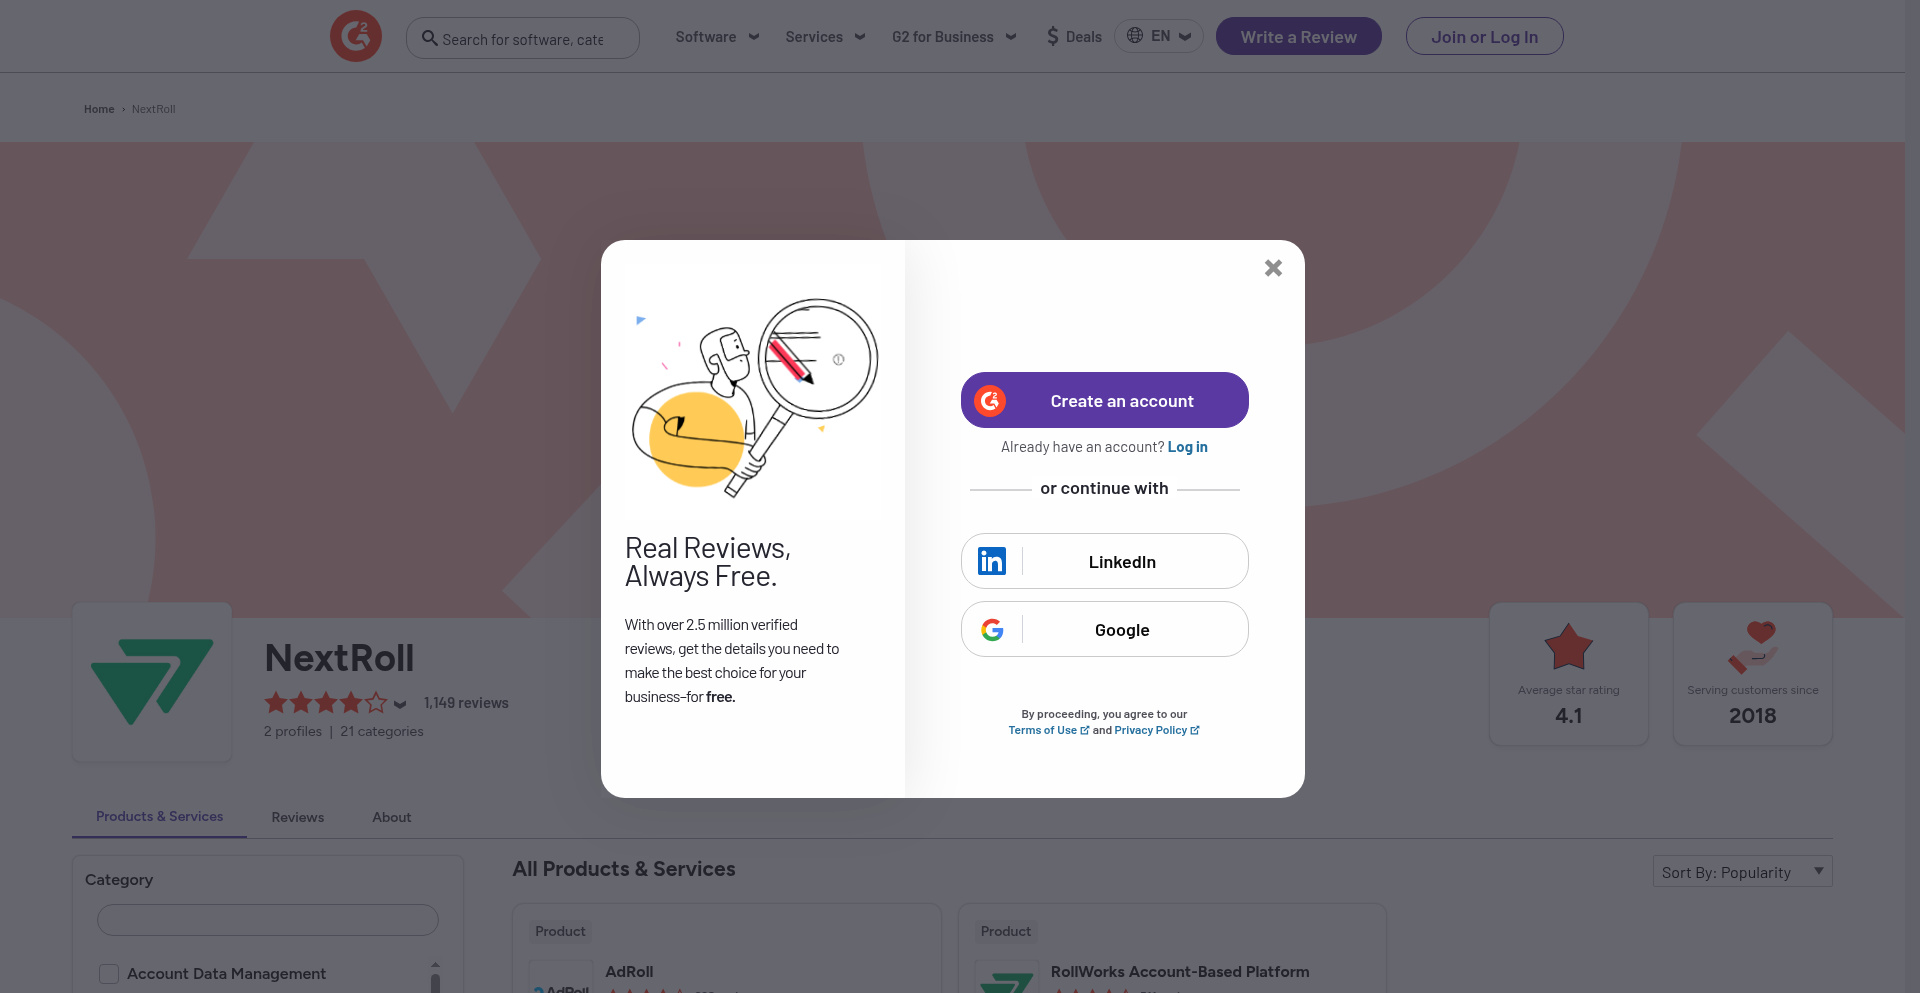 Search for software, cate
Software
Services
G2 for Business
Deals
EN
Write a Review
Join or Log In
Home › NextRoll
Create an account
Already have an account? Log in
or continue with
LinkedIn
Google
By proceeding, you agree to our
Terms of Use and Privacy Policy
Real Reviews,
Always Free.
With over 2.5 million verified
reviews, get the details you need to
make the best choice for your
business–for free.
NextRoll
1,149 reviews
2 profiles | 21 categories
Average star rating
4.1
Serving customers since
2018
Products & Services
Reviews
About
Category
Account Data Management
All Products & Services
Sort By: Popularity
Product
AdRoll
AdRoll
Product
RollWorks Account-Based Platform